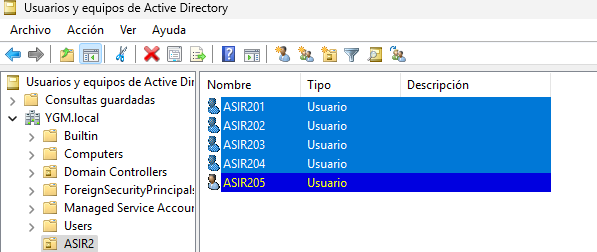 Usuarios y equipos de Active Directory
Archivo Acción Ver Ayuda
Usuarios y equipos de Active Dir
Consultas guardadas
YGM.local
Builtin
Computers
Domain Controllers
ForeignSecurityPrincipals
Managed Service Accour
Users
ASIR2
Nombre Tipo Descripción
ASIR201 Usuario
ASIR202 Usuario
ASIR203 Usuario
ASIR204 Usuario
ASIR205 Usuario